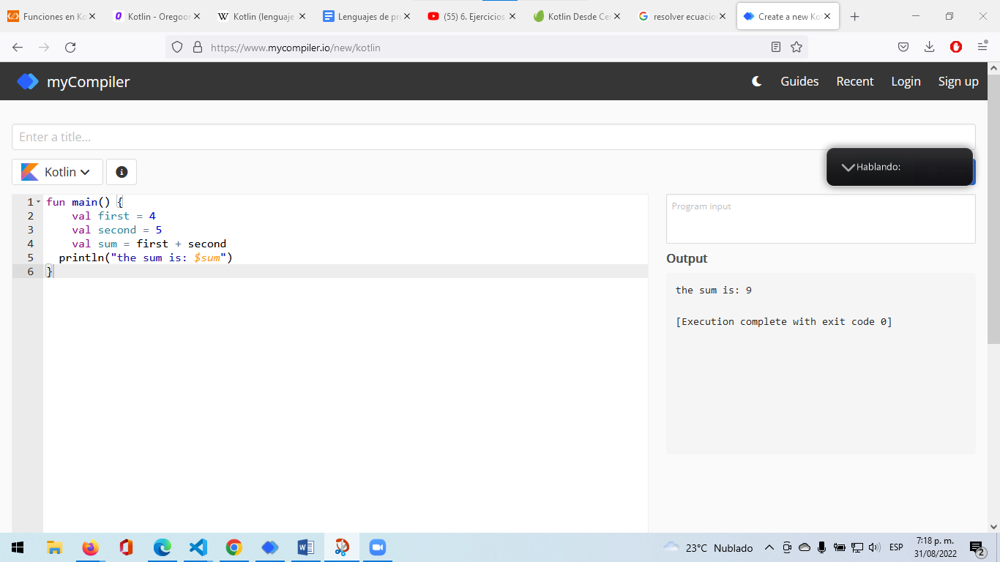 Funciones en Ko
Kotlin - Oregoon
Kotlin (lenguaje
Lenguajes de pr
(55) 6. Ejercicios
Kotlin Desde Ce
resolver ecuacio
Create a new Ko
https://www.mycompiler.io/new/kotlin
myCompiler
Guides
Recent
Login
Sign up
Enter a title...
Kotlin
Hablando:
1 fun main() {
2 val first = 4
3 val second = 5
4 val sum = first + second
5 println("the sum is: $sum")
6 }
Program input
Output
the sum is: 9
[Execution complete with exit code 0]
23°C Nublado
ESP
7:18 p. m.
31/08/2022
2